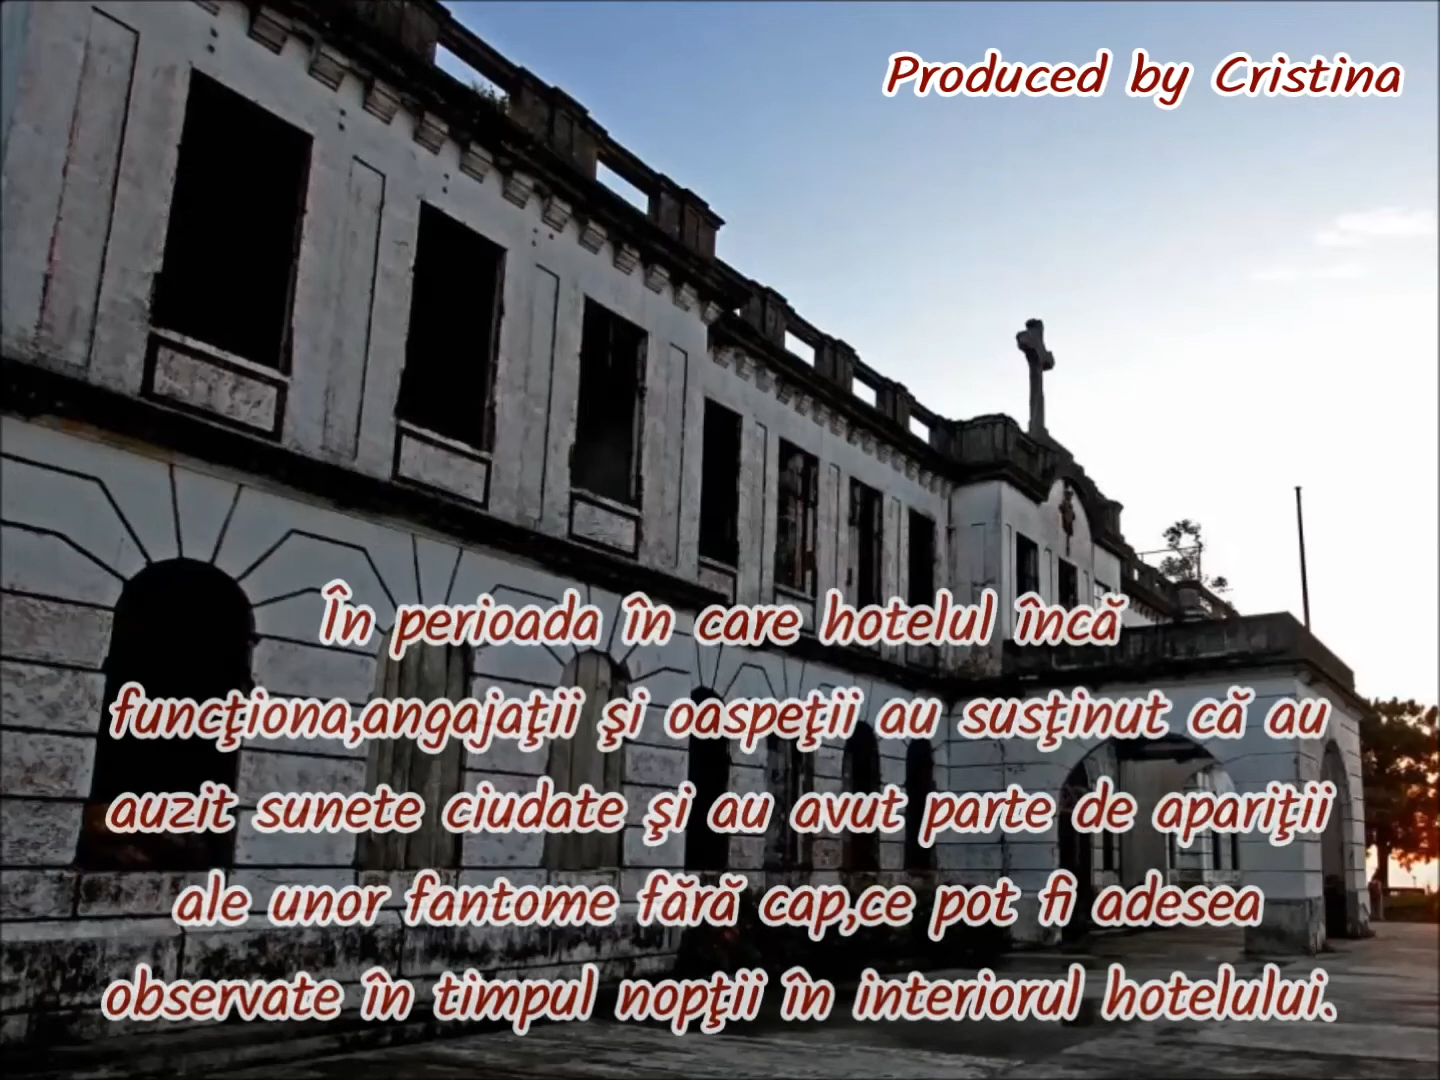 Produced by Cristina
În perioada în care hotelul încă
funcţiona,angajaţii şi oaspeţii au susţinut că au
auzit sunete ciudate şi au avut parte de apariţii
ale unor fantome fără cap,ce pot fi adesea
observate în timpul nopţii în interiorul hotelului.